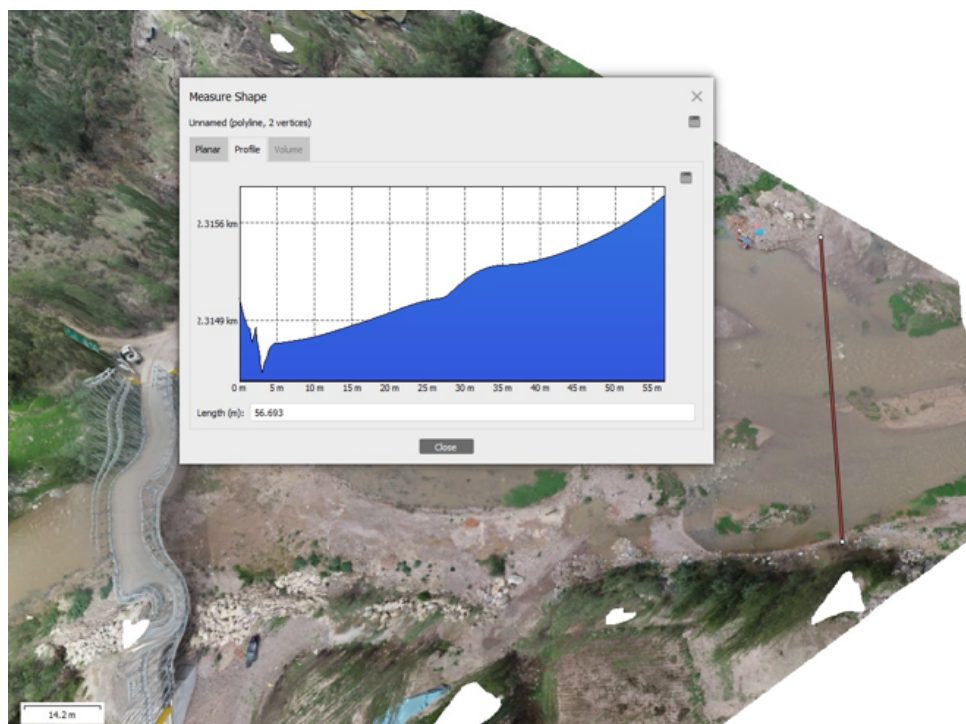 Measure Shape
Unnamed (polyline, 2 vertices)
Planar Profile Volume
2.3156 km
2.3149 km
0 m 5 m 10 m 15 m 20 m 25 m 30 m 35 m 40 m 45 m 50 m 55 m
Length (m): 56.693
Close
14.2 m